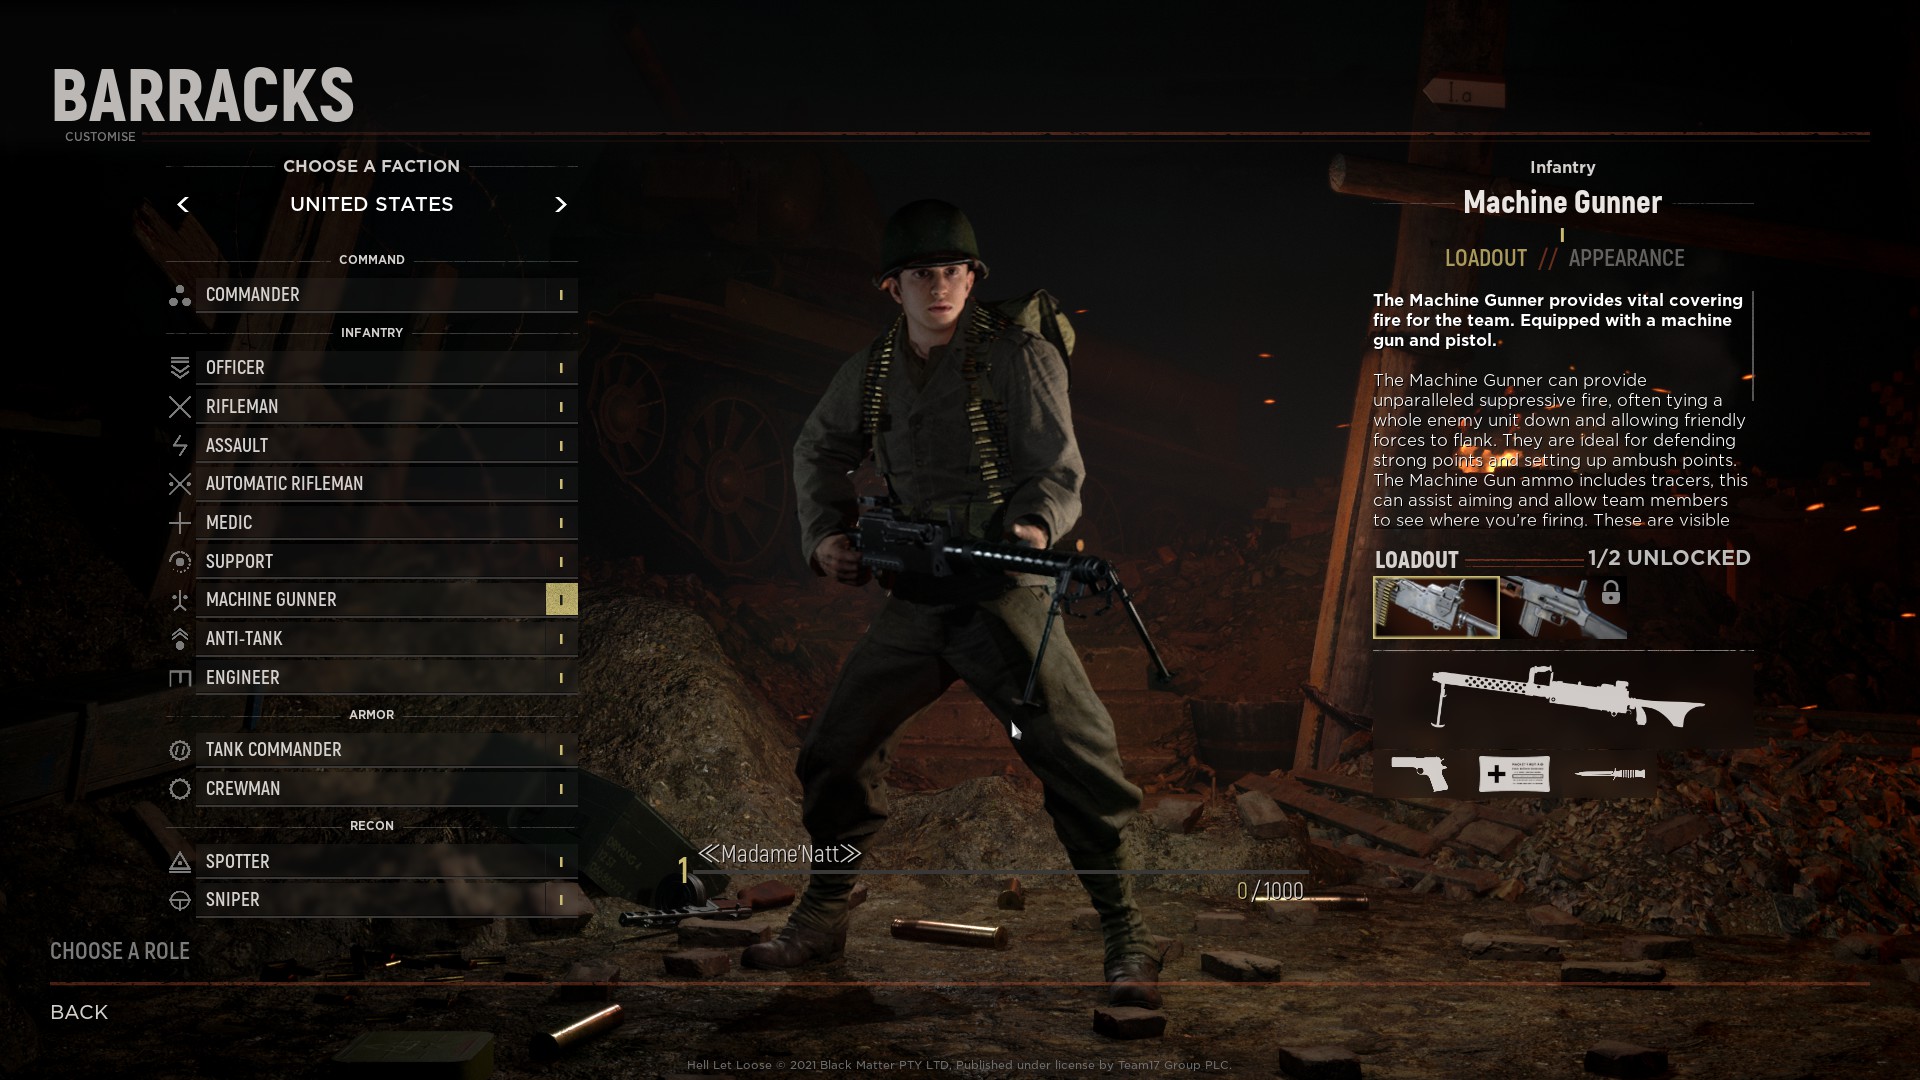 BARRACKS
CUSTOMISE
CHOOSE A FACTION
UNITED STATES
COMMAND
COMMANDER I
INFANTRY
OFFICER I
RIFLEMAN I
ASSAULT I
AUTOMATIC RIFLEMAN I
MEDIC I
SUPPORT I
MACHINE GUNNER I
ANTI-TANK I
ENGINEER I
ARMOR
TANK COMMANDER I
CREWMAN I
RECON
SPOTTER I
SNIPER I
CHOOSE A ROLE
BACK
I.a
1 ≪Madame'Natt≫
0/1000
Infantry
Machine Gunner
I
LOADOUT // APPEARANCE
The Machine Gunner provides vital covering
fire for the team. Equipped with a machine
gun and pistol.
The Machine Gunner can provide
unparalleled suppressive fire, often tying a
whole enemy unit down and allowing friendly
forces to flank. They are ideal for defending
strong points and setting up ambush points.
The Machine Gun ammo includes tracers, this
can assist aiming and allow team members
to see where you're firing. These are visible
LOADOUT 1/2 UNLOCKED
Hell Let Loose © 2021 Black Matter PTY LTD, Published under license by Team17 Group PLC.